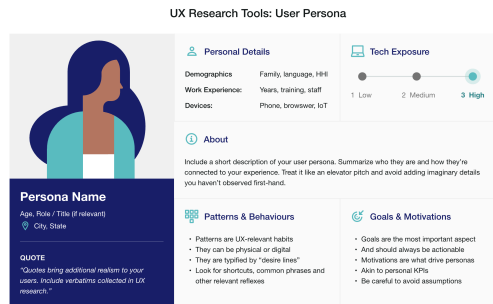 UX Research Tools: User Persona
Personal Details
Demographics Family, language, HHI
Work Experience: Years, training, staff
Devices: Phone, browswer, IoT
Tech Exposure
1 Low 2 Medium 3 High
About
Include a short description of your user persona. Summarize who they are and how they're
connected to your experience. Treat it like an elevator pitch and avoid adding imaginary details
you haven't observed first-hand.
Persona Name
Age, Role / Title (if relevant)
City, State
QUOTE
"Quotes bring additional realism to your
users. Include verbatims collected in UX
research."
Patterns & Behaviours
• Patterns are UX-relevant habits
• They can be physical or digital
• They are typified by "desire lines"
• Look for shortcuts, common phrases and
other relevant reflexes
Goals & Motivations
• Goals are the most important aspect
• And should always be actionable
• Motivations are what drive personas
• Akin to personal KPIs
• Be careful to avoid assumptions